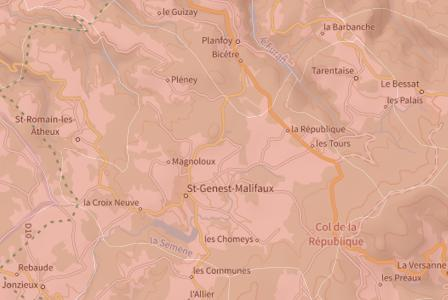 le Guizay
la Barbanche
Planfoy
Bicêtre
Furan
Tarentaise
Pléney
Le Bessat
les Palais
St-Romain-les-
Atheux
la République
les Tours
Magnoloux
St-Genest-Malifaux
la Croix Neuve
D10
Col de la
République
les Chomeys
la Semène
Rebaude
Jonzieux
les Communes
La Versanne
les Préaux
l'Allier